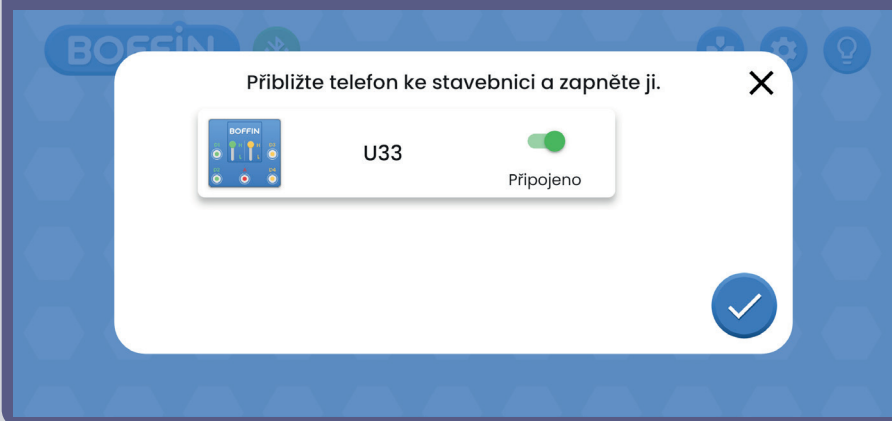 BOFFIN
Přibližte telefon ke stavebnici a zapněte ji.
BOFFIN
U33
Připojeno